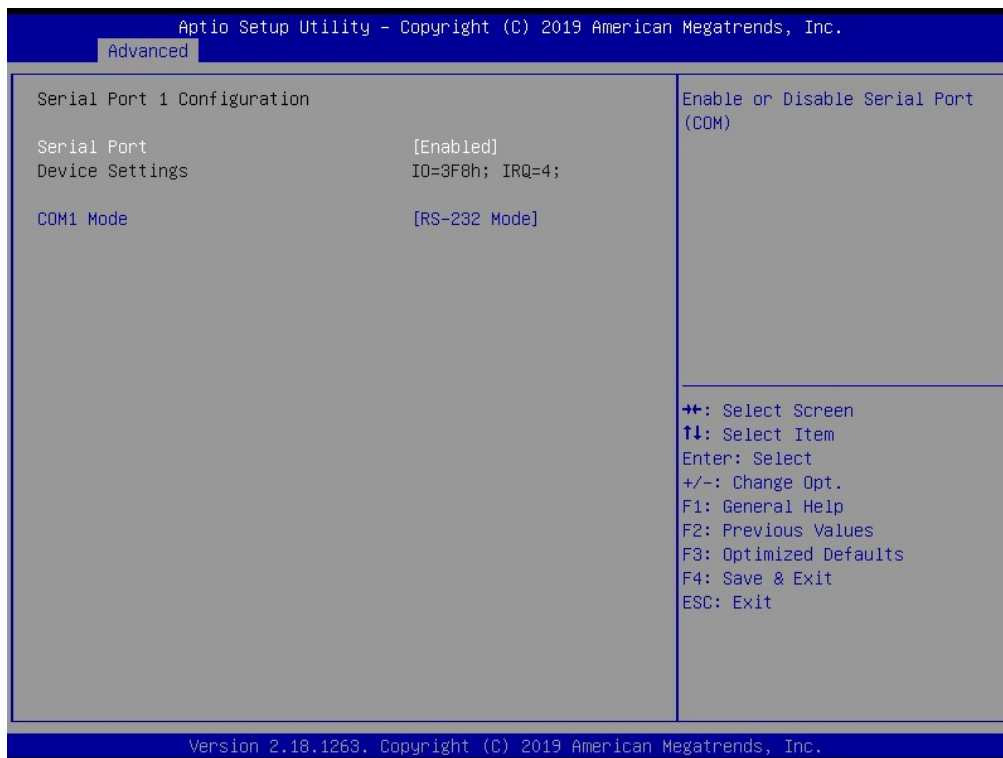 Aptio Setup Utility – Copyright (C) 2019 American Megatrends, Inc.
Advanced
Serial Port 1 Configuration
Serial Port [Enabled]
Device Settings IO=3F8h; IRQ=4;
COM1 Mode [RS-232 Mode]
Enable or Disable Serial Port
(COM)
→←: Select Screen
↑↓: Select Item
Enter: Select
+/-: Change Opt.
F1: General Help
F2: Previous Values
F3: Optimized Defaults
F4: Save & Exit
ESC: Exit
Version 2.18.1263. Copyright (C) 2019 American Megatrends, Inc.